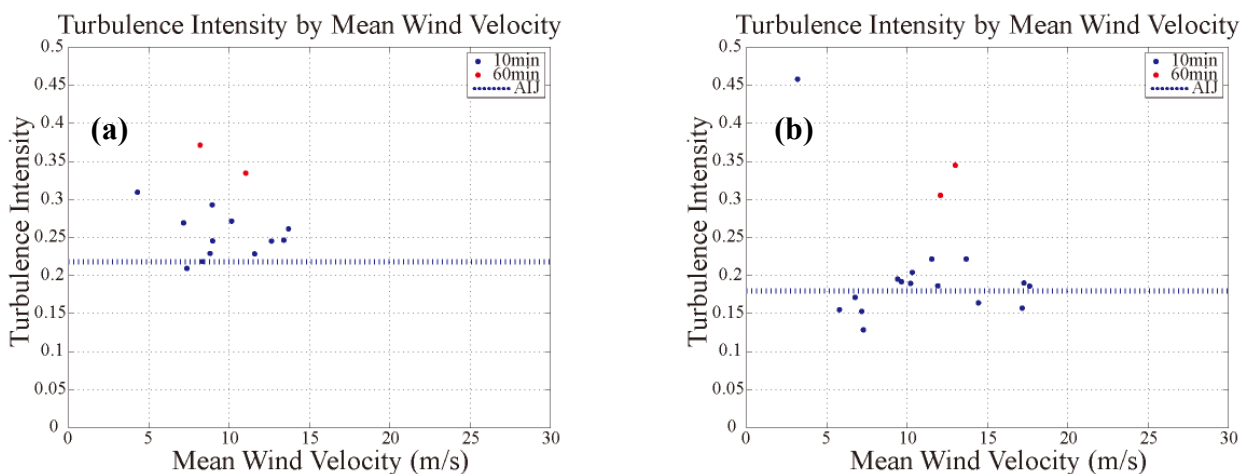 Turbulence Intensity by Mean Wind Velocity
0.5
0.45
0.4
0.35
0.3
0.25
0.2
0.15
0.1
0.05
0
Turbulence Intensity
(a)
10min
60min
AIJ
0 5 10 15 20 25 30
Mean Wind Velocity (m/s)
Turbulence Intensity by Mean Wind Velocity
0.5
0.45
0.4
0.35
0.3
0.25
0.2
0.15
0.1
0.05
0
Turbulence Intensity
(b)
10min
60min
AIJ
0 5 10 15 20 25 30
Mean Wind Velocity (m/s)